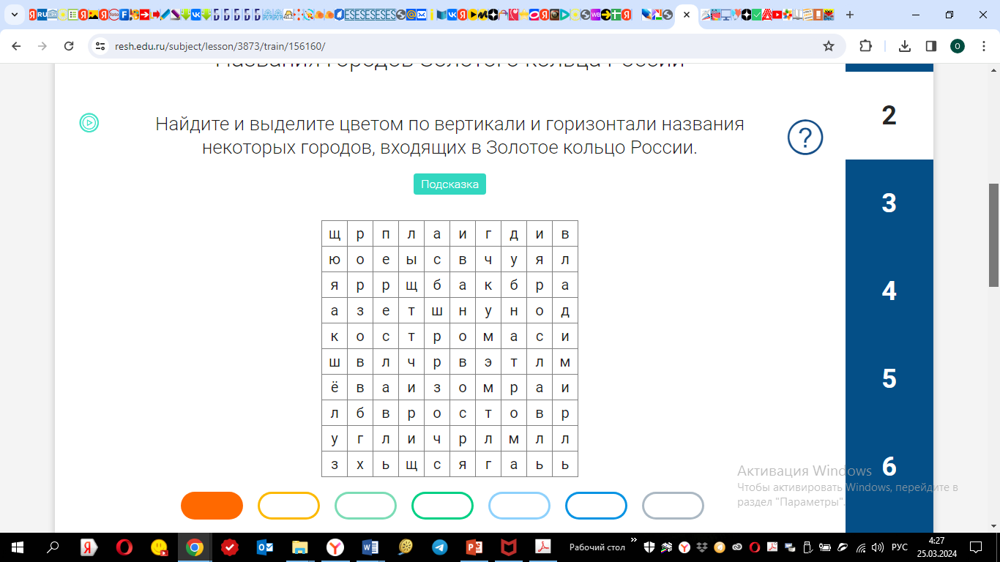 resh.edu.ru/subject/lesson/3873/train/156160/
О
Названия городов Золотого кольца России
Найдите и выделите цветом по вертикали и горизонтали названия
некоторых городов, входящих в Золотое кольцо России.
?
Подсказка
щ р п л а и г д и в
ю о е ы с в ч у я л
я р р щ б а к б р а
а з е т ш н у н о д
к о с т р о м а с и
ш в л ч р в э т л м
ё в а и з о м р а и
л б в р о с т о в р
у г л и ч р л м л л
з х ь щ с я г а ь ь
2
3
4
5
6
Активация Windows
Чтобы активировать Windows, перейдите в
раздел "Параметры".
Рабочий стол
РУС
4:27
25.03.2024